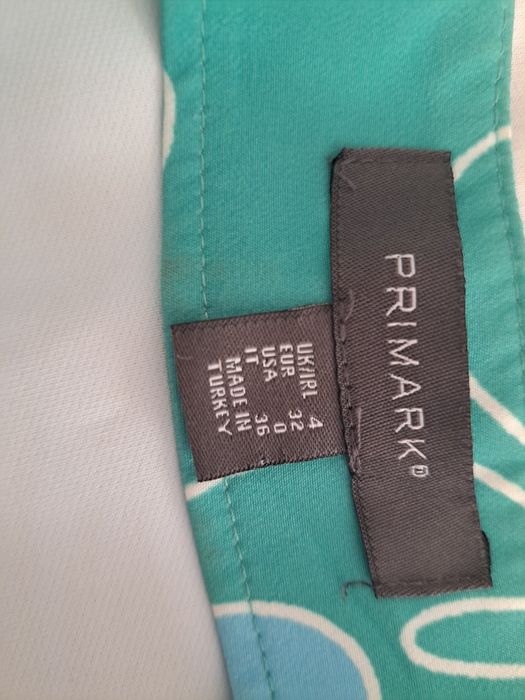 PRIMARK®
UK/IRL 4
EUR 32
USA 0
IT 36
MADE IN
TURKEY